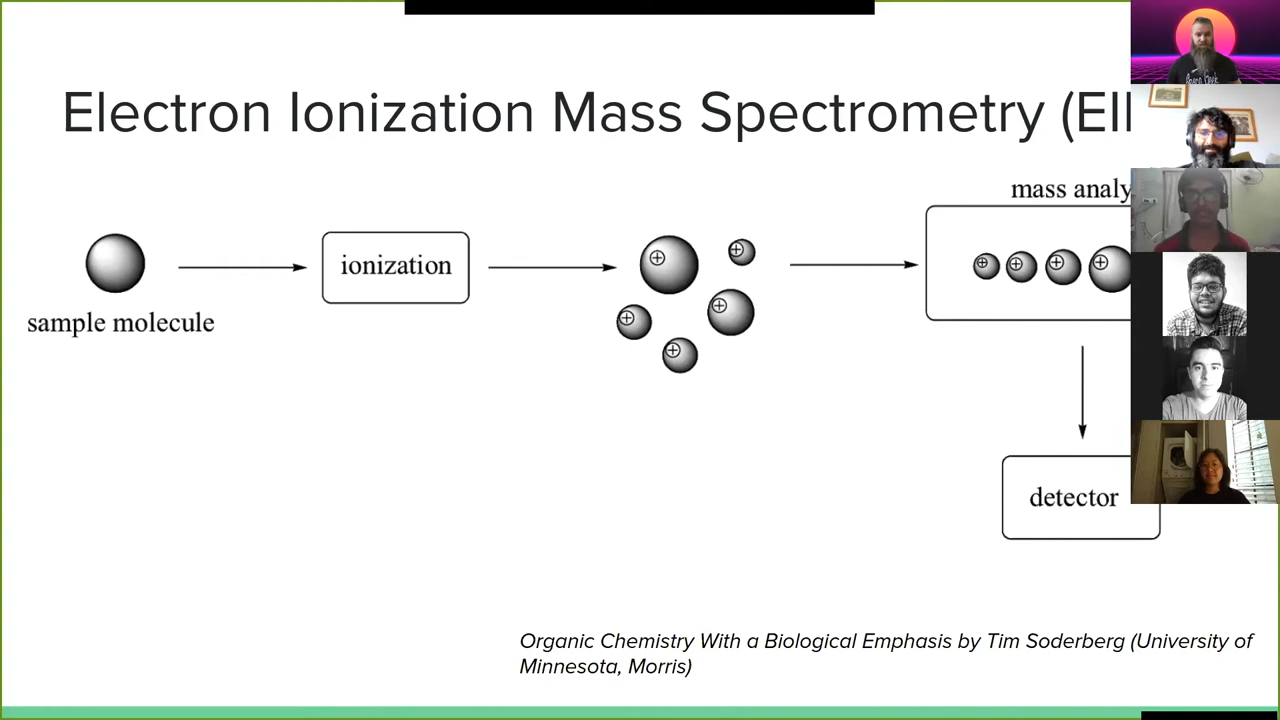 Electron Ionization Mass Spectrometry (EI
mass analy
ionization
sample molecule
detector
Organic Chemistry With a Biological Emphasis by Tim Soderberg (University of
Minnesota, Morris)